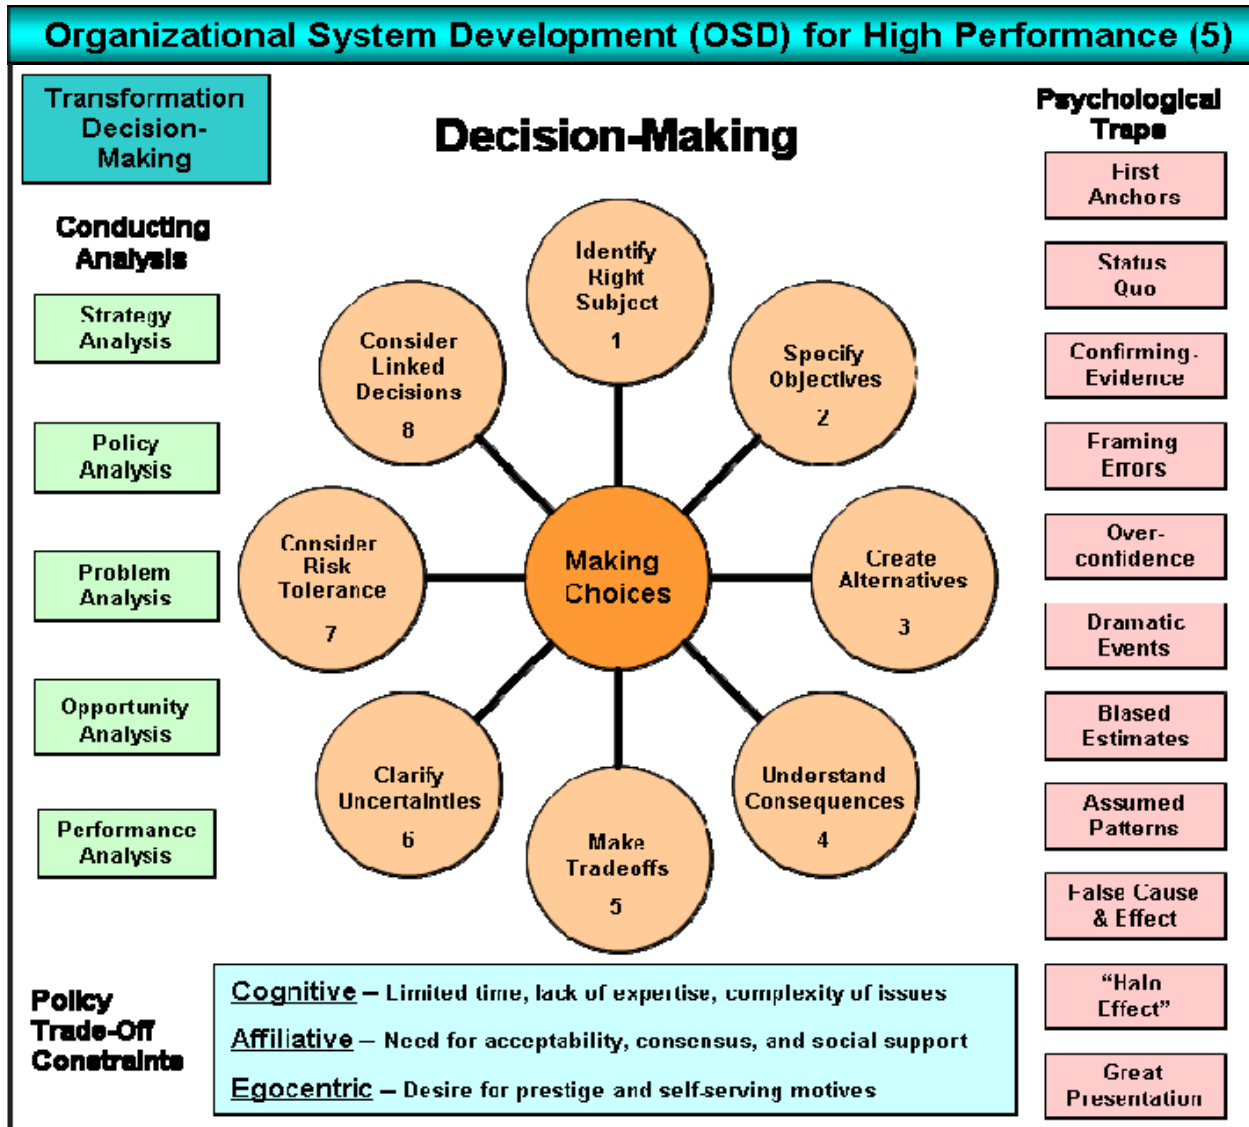 Organizational System Development (OSD) for High Performance (5)
Transformation
Decision-
Making
Decision-Making
Conducting
Analysis
Strategy
Analysis
Policy
Analysis
Problem
Analysis
Opportunity
Analysis
Performance
Analysis
Identify
Right
Subject
1
Specify
Objectives
2
Create
Alternatives
3
Understand
Consequences
4
Make
Tradeoffs
5
Clarify
Uncertainties
6
Consider
Risk
Tolerance
7
Consider
Linked
Decisions
8
Making
Choices
Psychological
Traps
First
Anchors
Status
Quo
Confirming-
Evidence
Framing
Errors
Over-
confidence
Dramatic
Events
Biased
Estimates
Assumed
Patterns
False Cause
& Effect
“Halo
Effect”
Great
Presentation
Policy
Trade-Off
Constraints
Cognitive – Limited time, lack of expertise, complexity of issues
Affiliative – Need for acceptability, consensus, and social support
Egocentric – Desire for prestige and self-serving motives